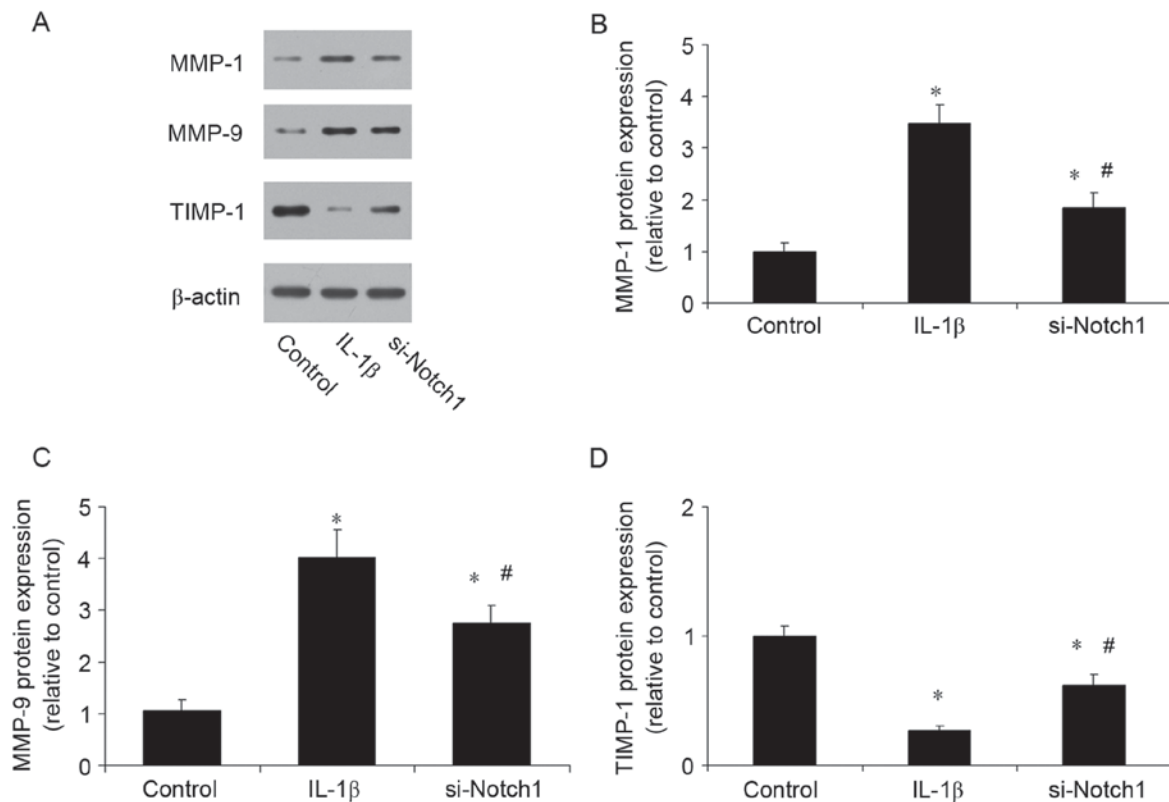 A
MMP-1
MMP-9
TIMP-1
β-actin
Control
IL-1β
si-Notch1
B
MMP-1 protein expression
(relative to control)
5
4
3
2
1
0
*
* #
Control IL-1β si-Notch1
C
MMP-9 protein expression
(relative to control)
5
4
3
2
1
0
*
* #
Control IL-1β si-Notch1
D
TIMP-1 protein expression
(relative to control)
2
1
0
*
* #
Control IL-1β si-Notch1